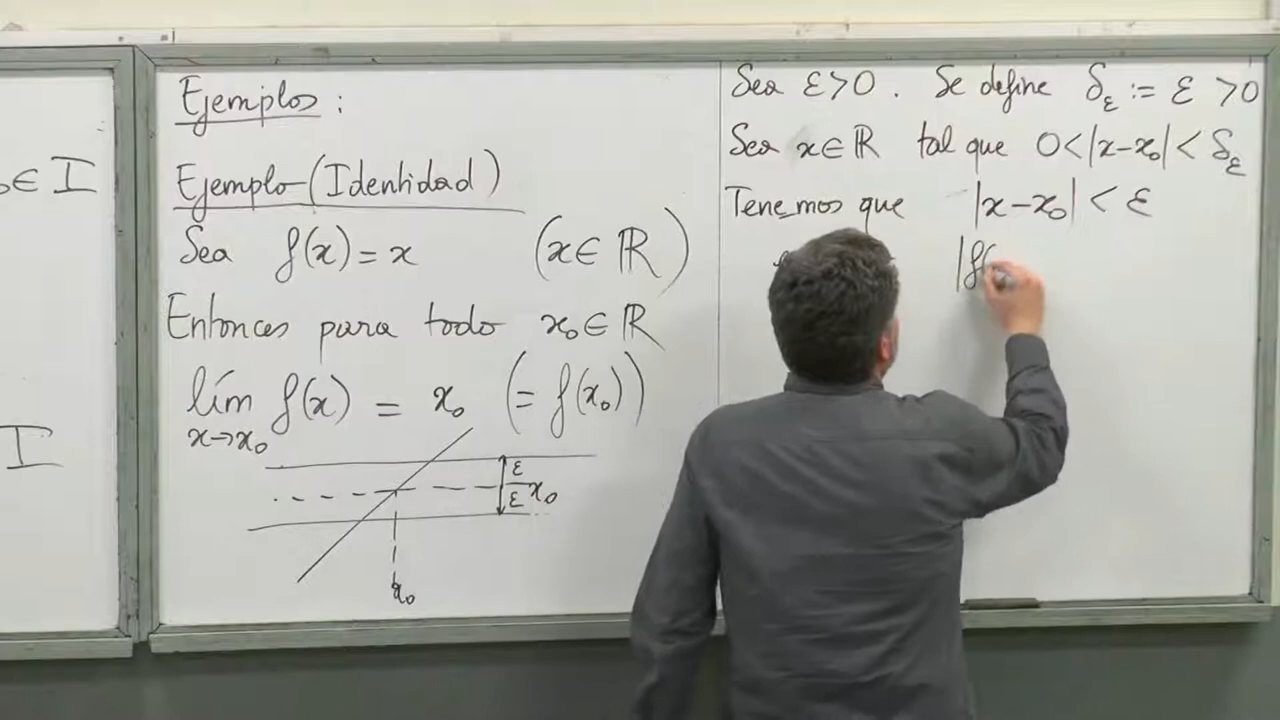 ∈ I
I
Ejemplos:
Ejemplo (Identidad)
Sea f(x) = x (x ∈ ℝ)
Entonces para todo x₀ ∈ ℝ
lím f(x) = x₀ (= f(x₀))
x→x₀
ε
ε x₀
x₀
Sea ε>0. Se define δ_ε := ε >0
Sea x∈ℝ tal que 0<|x-x₀|< δ_ε
Tenemos que |x-x₀| < ε
|f(